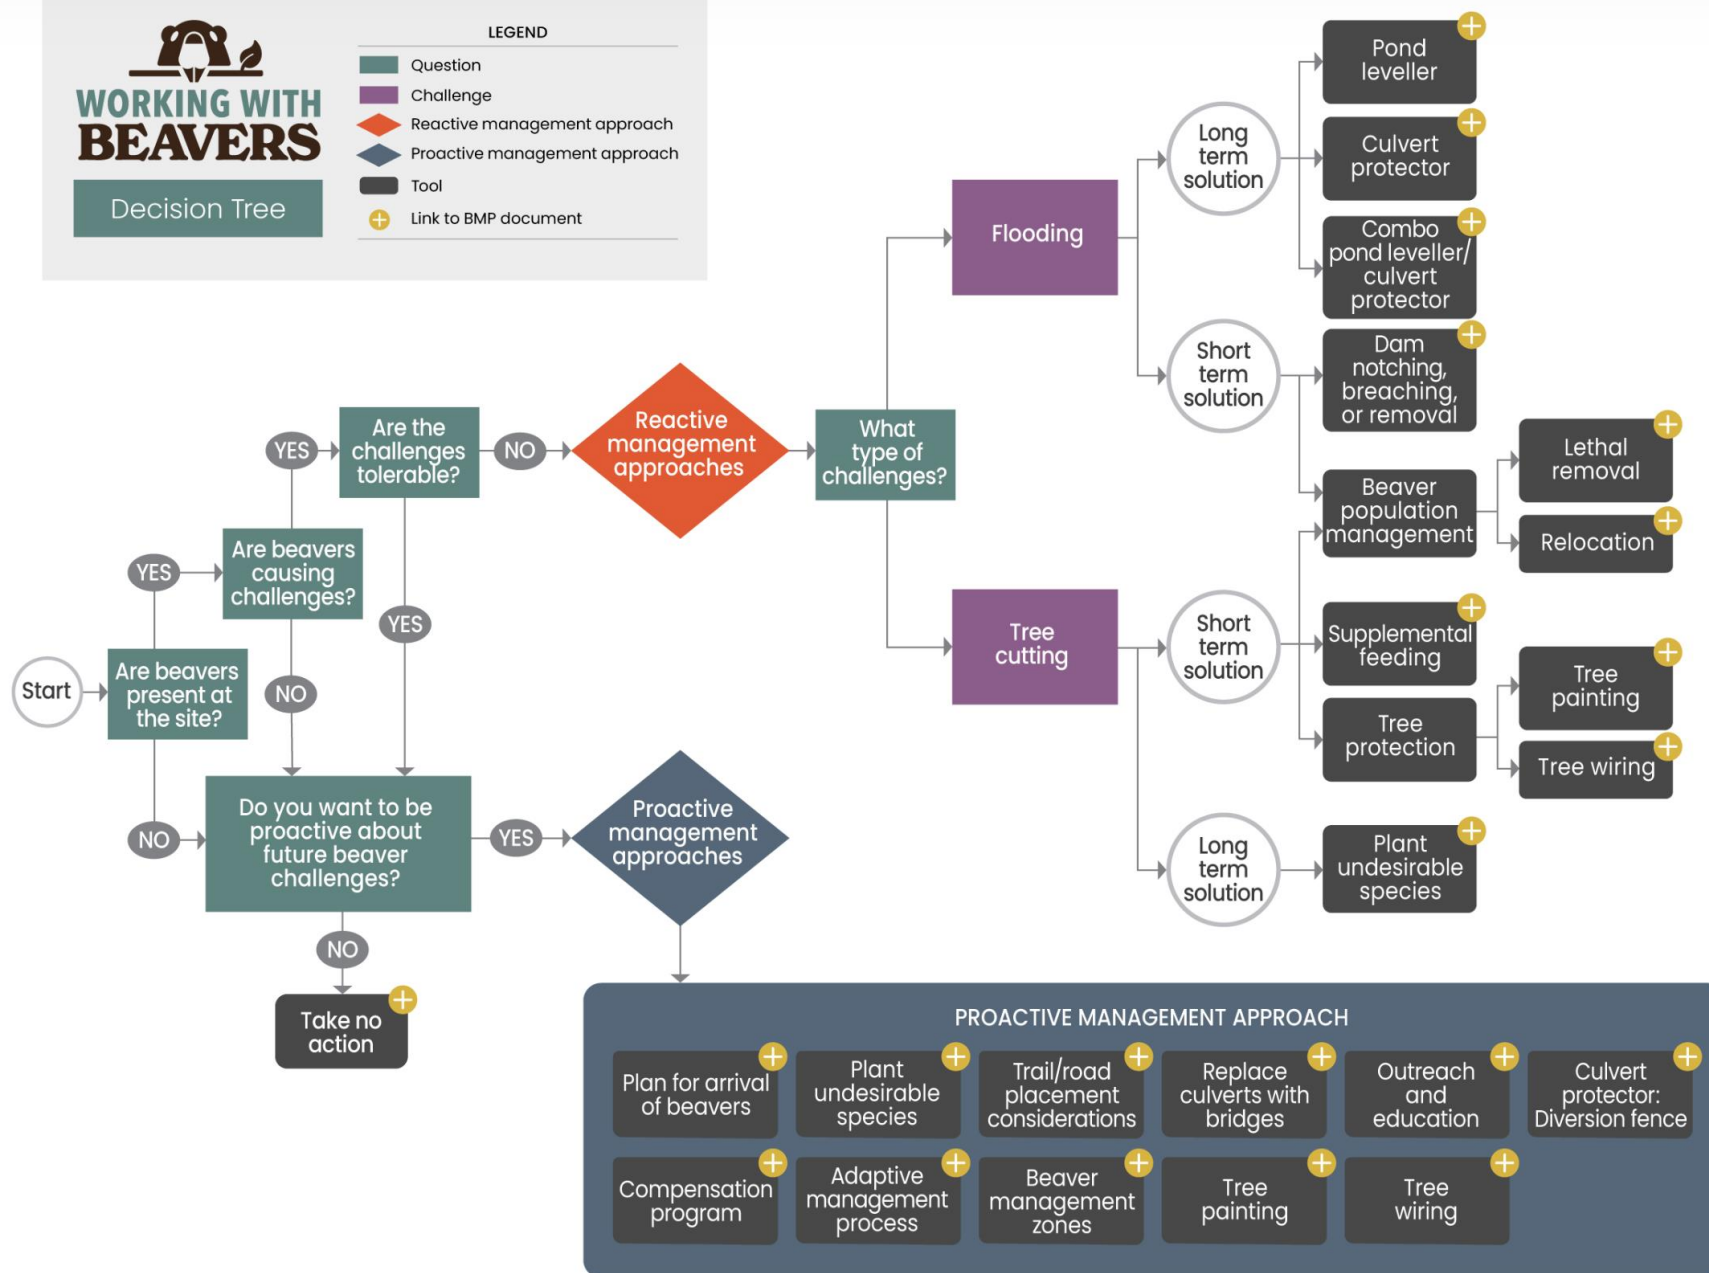 WORKING WITH
BEAVERS
Decision Tree
LEGEND
Question
Challenge
Reactive management approach
Proactive management approach
Tool
Link to BMP document
Start
Are beavers
present at
the site?
YES
NO
Are beavers
causing
challenges?
YES
NO
Are the
challenges
tolerable?
NO
YES
Do you want to be
proactive about
future beaver
challenges?
YES
NO
Take no
action
Reactive
management
approaches
What
type of
challenges?
Flooding
Long
term
solution
Pond
leveller
Culvert
protector
Combo
pond leveller/
culvert
protector
Short
term
solution
Dam
notching,
breaching,
or removal
Beaver
population
management
Lethal
removal
Relocation
Tree
cutting
Short
term
solution
Supplemental
feeding
Tree
protection
Tree
painting
Tree wiring
Long
term
solution
Plant
undesirable
species
Proactive
management
approaches
PROACTIVE MANAGEMENT APPROACH
Plan for arrival
of beavers
Plant
undesirable
species
Trail/road
placement
considerations
Replace
culverts with
bridges
Outreach
and
education
Culvert
protector:
Diversion fence
Compensation
program
Adaptive
management
process
Beaver
management
zones
Tree
painting
Tree
wiring